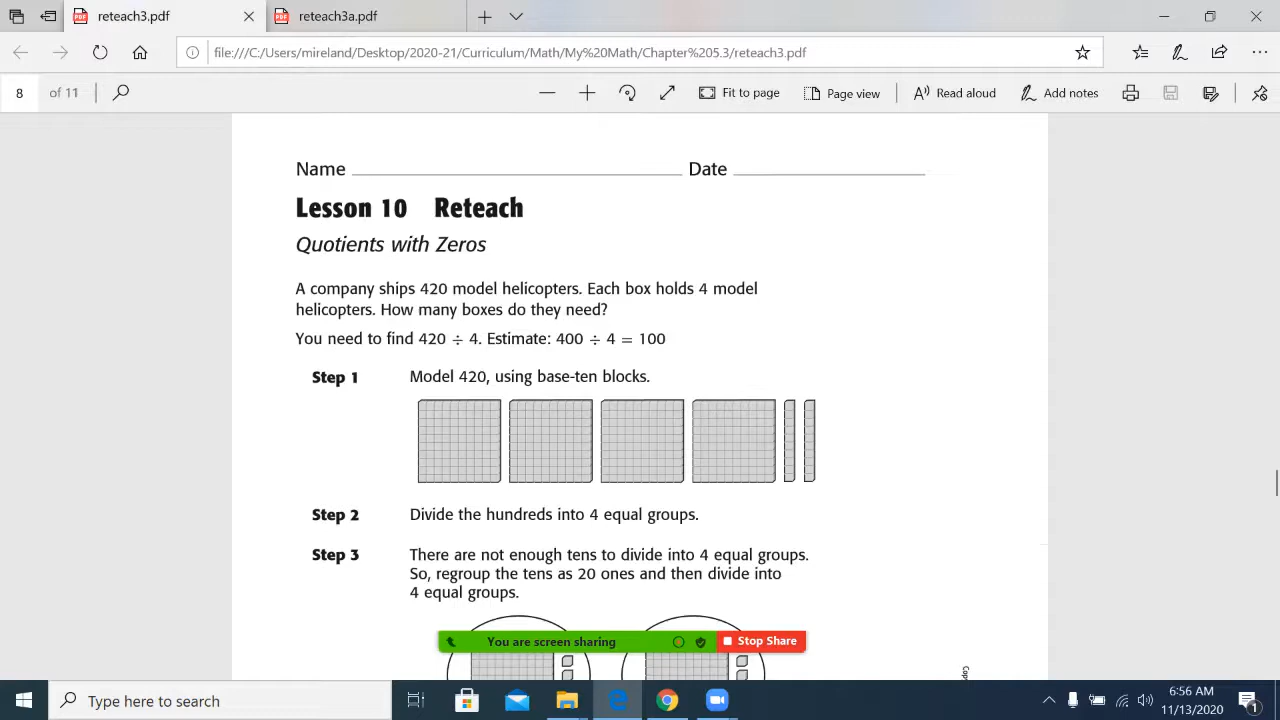 reteach3.pdf
reteach3a.pdf
file:///C:/Users/mireland/Desktop/2020-21/Curriculum/Math/My%20Math/Chapter%205.3/reteach3.pdf
8 of 11 Fit to page Page view A Read aloud Add notes
Name Date
Lesson 10 Reteach
Quotients with Zeros
A company ships 420 model helicopters. Each box holds 4 model
helicopters. How many boxes do they need?
You need to find 420 ÷ 4. Estimate: 400 ÷ 4 = 100
Step 1 Model 420, using base-ten blocks.
Step 2 Divide the hundreds into 4 equal groups.
Step 3 There are not enough tens to divide into 4 equal groups.
So, regroup the tens as 20 ones and then divide into
4 equal groups.
You are screen sharing Stop Share
Cop
Type here to search
6:56 AM
11/13/2020
1